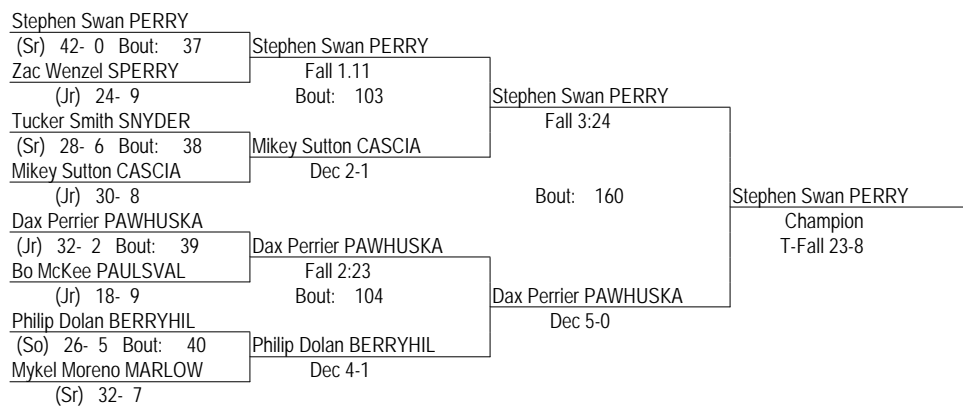 Stephen Swan PERRY
(Sr) 42- 0 Bout: 37
Stephen Swan PERRY
Zac Wenzel SPERRY
Fall 1.11
(Jr) 24- 9
Bout: 103
Stephen Swan PERRY
Tucker Smith SNYDER
Fall 3:24
(Sr) 28- 6 Bout: 38
Mikey Sutton CASCIA
Mikey Sutton CASCIA
Dec 2-1
(Jr) 30- 8
Bout: 160
Stephen Swan PERRY
Dax Perrier PAWHUSKA
Champion
(Jr) 32- 2 Bout: 39
Dax Perrier PAWHUSKA
T-Fall 23-8
Bo McKee PAULSVAL
Fall 2:23
(Jr) 18- 9
Bout: 104
Dax Perrier PAWHUSKA
Philip Dolan BERRYHIL
Dec 5-0
(So) 26- 5 Bout: 40
Philip Dolan BERRYHIL
Mykel Moreno MARLOW
Dec 4-1
(Sr) 32- 7